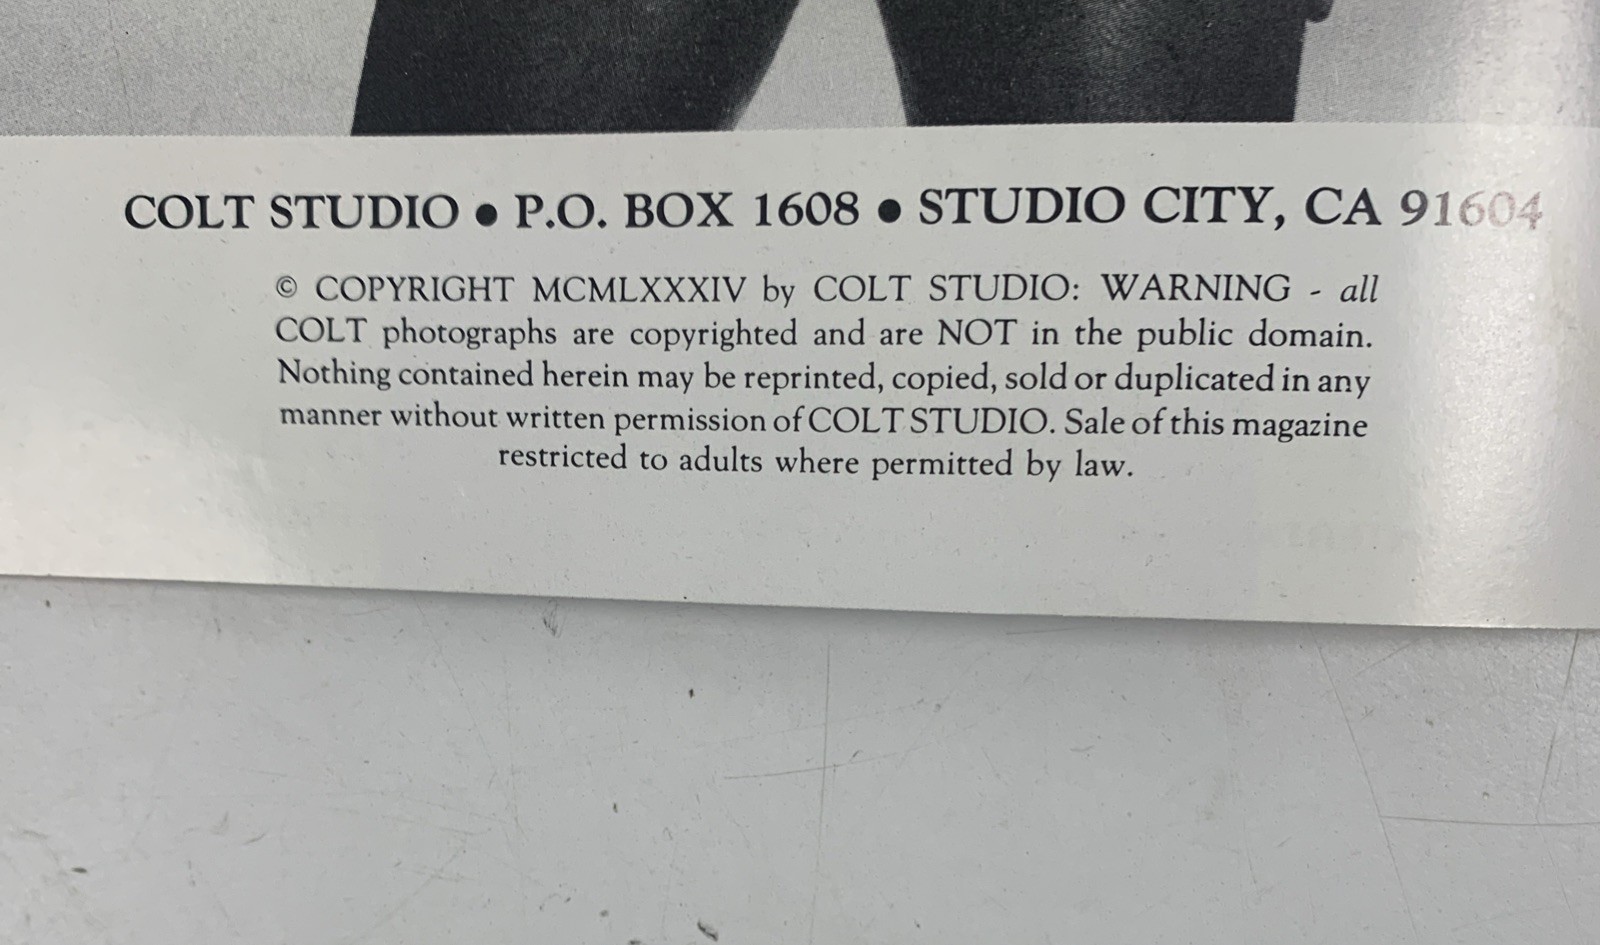 COLT STUDIO • P.O. BOX 1608 • STUDIO CITY, CA 91604
© COPYRIGHT MCMLXXXIV by COLT STUDIO: WARNING - all
COLT photographs are copyrighted and are NOT in the public domain.
Nothing contained herein may be reprinted, copied, sold or duplicated in any
manner without written permission of COLT STUDIO. Sale of this magazine
restricted to adults where permitted by law.